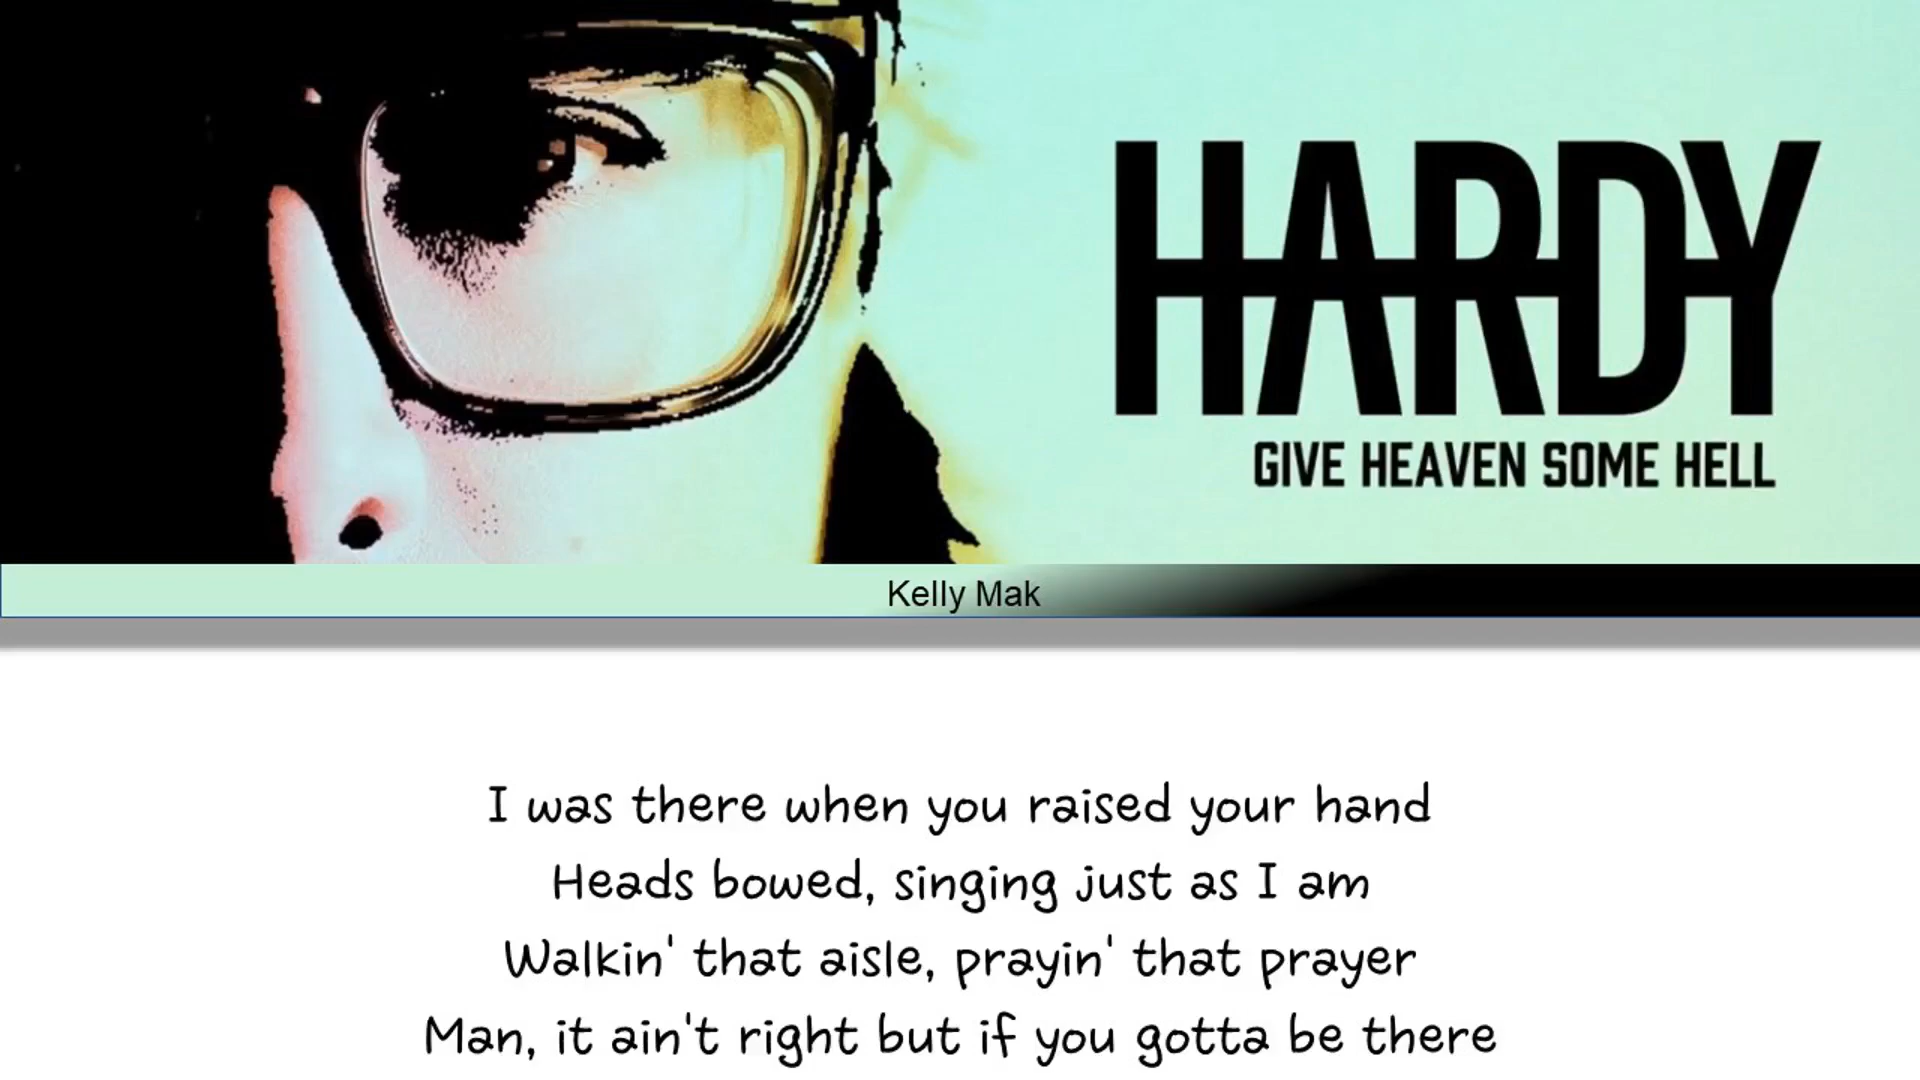 HARDY
GIVE HEAVEN SOME HELL
Kelly Mak
I was there when you raised your hand
Heads bowed, singing just as I am
Walkin' that aisle, prayin' that prayer
Man, it ain't right but if you gotta be there